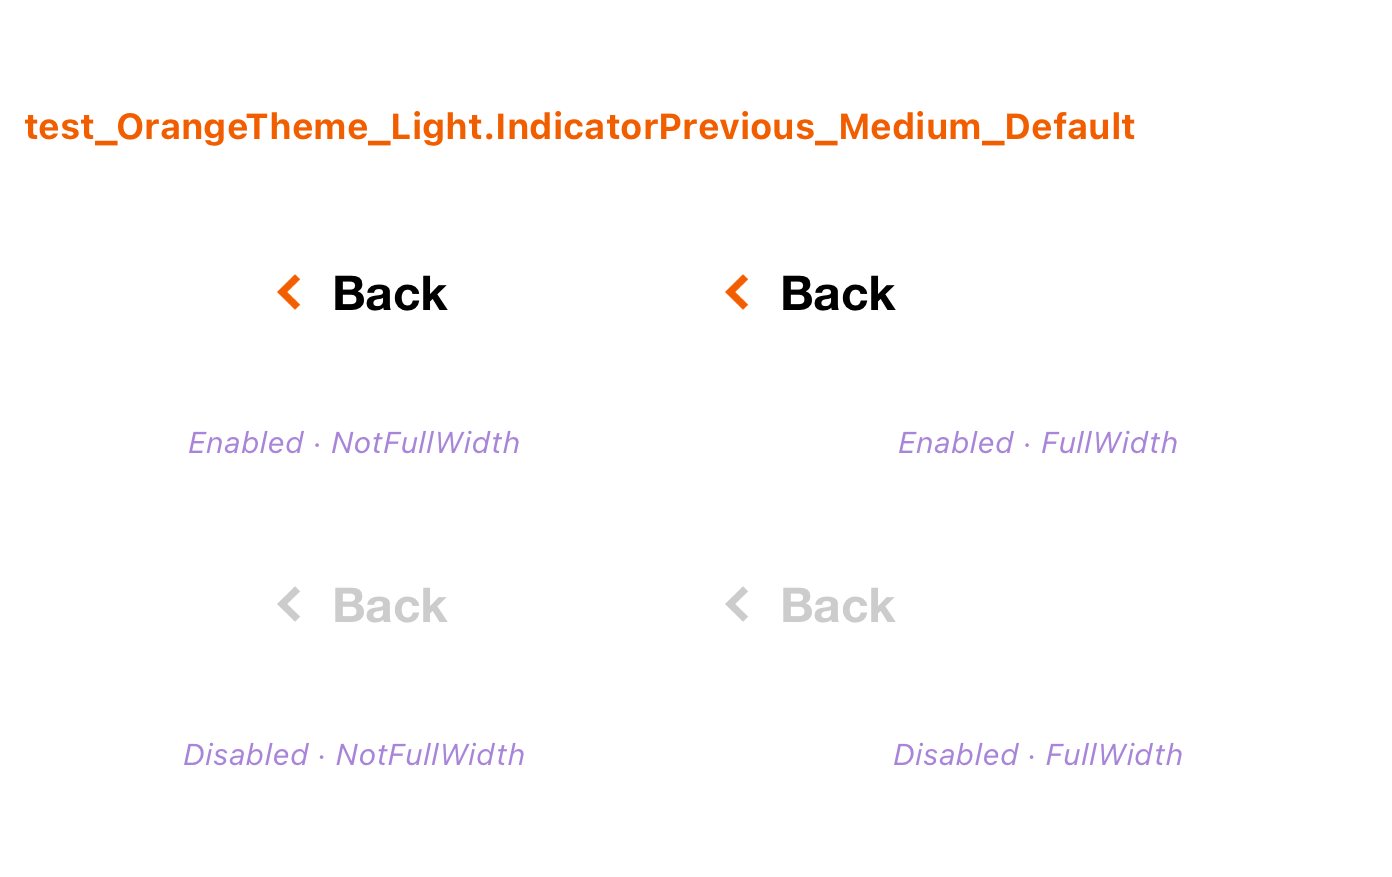 test_OrangeTheme_Light.IndicatorPrevious_Medium_Default
Back
Back
Enabled · NotFullWidth
Enabled · FullWidth
Back
Back
Disabled · NotFullWidth
Disabled · FullWidth